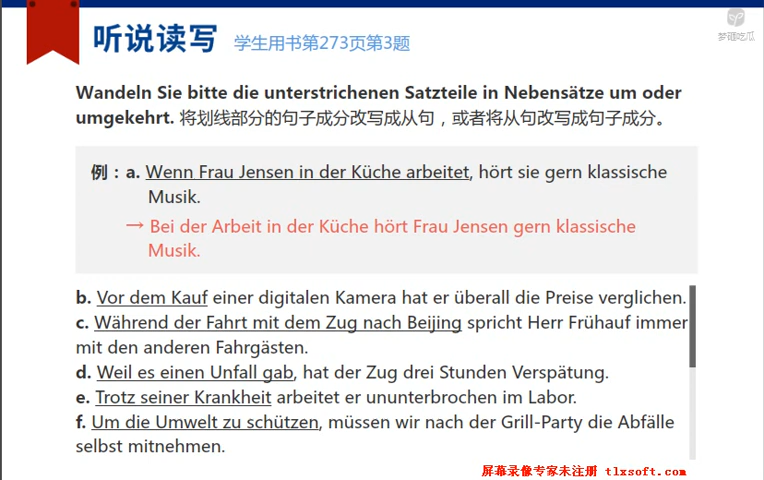 听说读写 学生用书第273页第3题
梦砸吃瓜
Wandeln Sie bitte die unterstrichenen Satzteile in Nebensätze um oder
umgekehrt. 将划线部分的句子成分改写成从句，或者将从句改写成句子成分。
例：a. Wenn Frau Jensen in der Küche arbeitet, hört sie gern klassische
Musik.
→ Bei der Arbeit in der Küche hört Frau Jensen gern klassische
Musik.
b. Vor dem Kauf einer digitalen Kamera hat er überall die Preise verglichen.
c. Während der Fahrt mit dem Zug nach Beijing spricht Herr Frühauf immer
mit den anderen Fahrgästen.
d. Weil es einen Unfall gab, hat der Zug drei Stunden Verspätung.
e. Trotz seiner Krankheit arbeitet er ununterbrochen im Labor.
f. Um die Umwelt zu schützen, müssen wir nach der Grill-Party die Abfälle
selbst mitnehmen.
屏幕录像专家未注册 tlxsoft.com